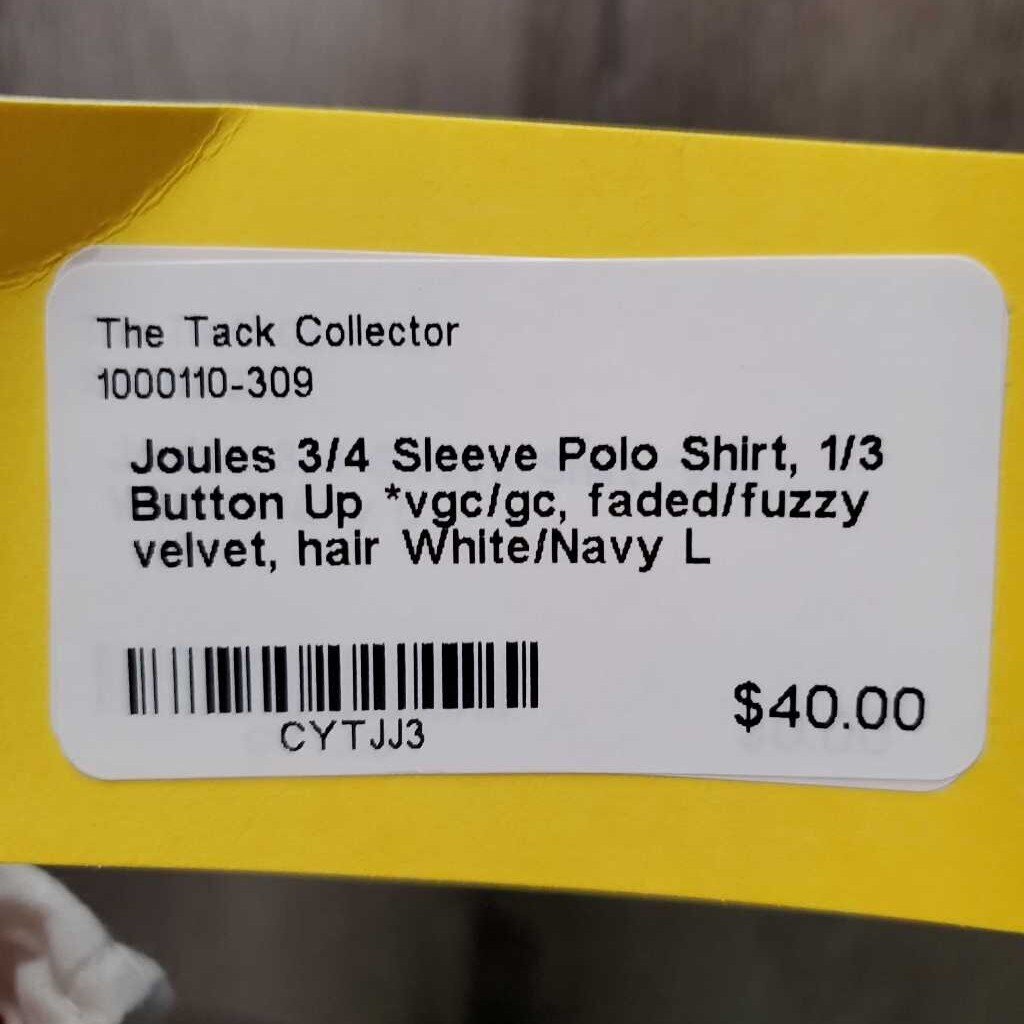 The Tack Collector
1000110-309
Joules 3/4 Sleeve Polo Shirt, 1/3
Button Up *vgc/gc, faded/fuzzy
velvet, hair White/Navy L
CYTJJ3
$40.00